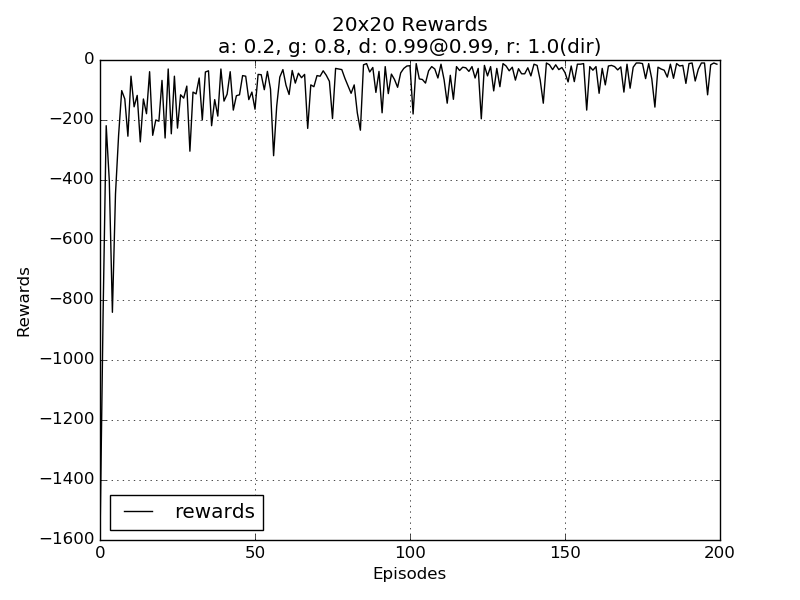 20x20 Rewards
a: 0.2, g: 0.8, d: 0.99@0.99, r: 1.0(dir)
0
−200
−400
−600
−800
−1000
−1200
−1400
−1600
Rewards
rewards
0 50 100 150 200
Episodes